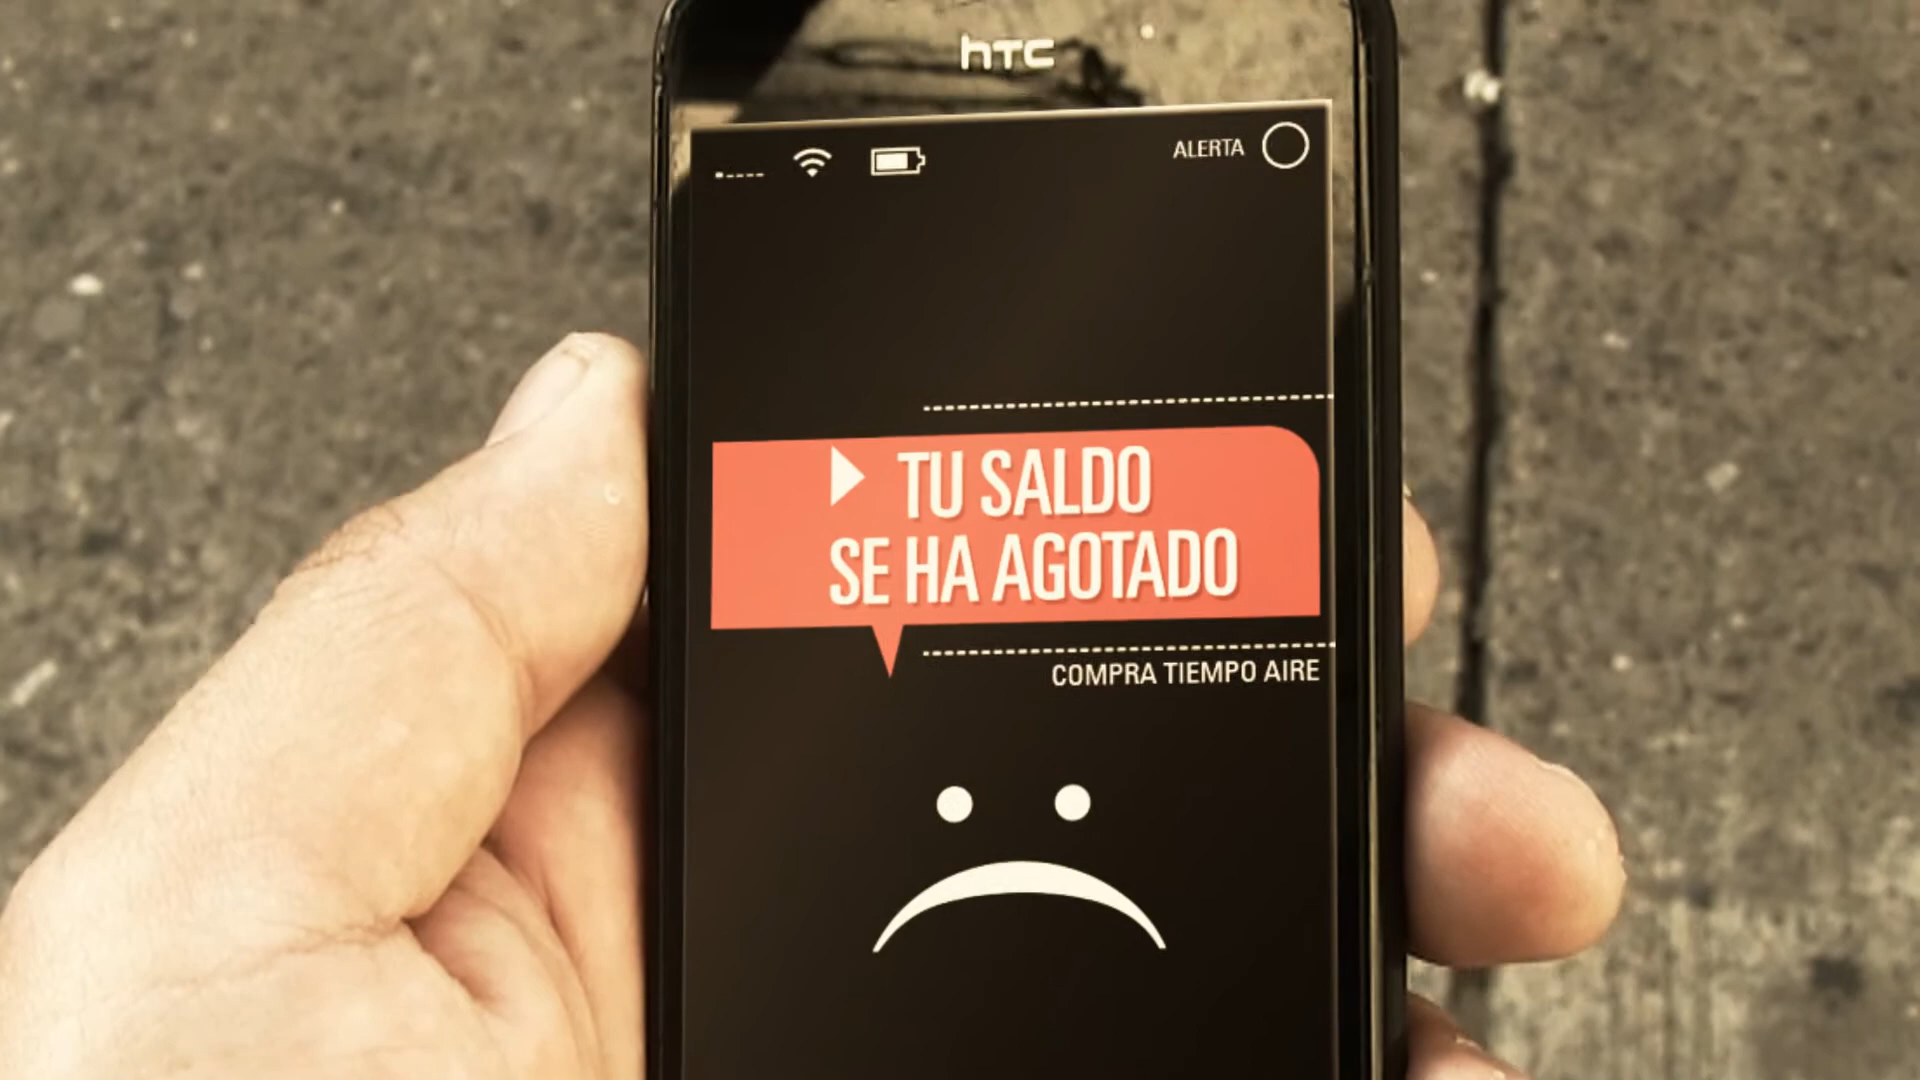 hTC
ALERTA
TU SALDO
SE HA AGOTADO
COMPRA TIEMPO AIRE